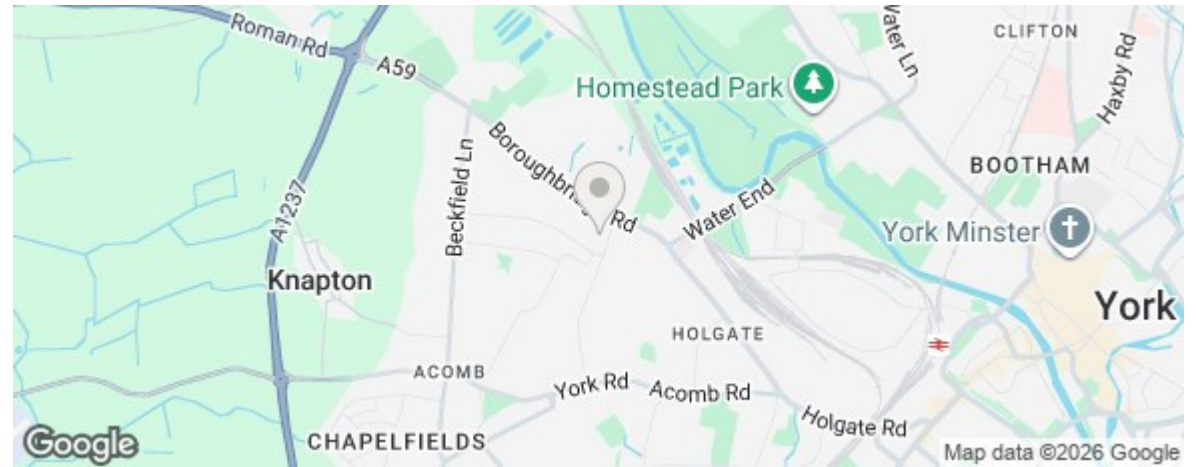 Roman Rd
A59
Water Ln
CLIFTON
Haxby Rd
Homestead Park
Boroughbridge Rd
BOOTHAM
A1237
Beckfield Ln
Water End
York Minster
Knapton
York
HOLGATE
ACOMB
York Rd
Acomb Rd
Holgate Rd
CHAPELFIELDS
Google
Map data ©2026 Google